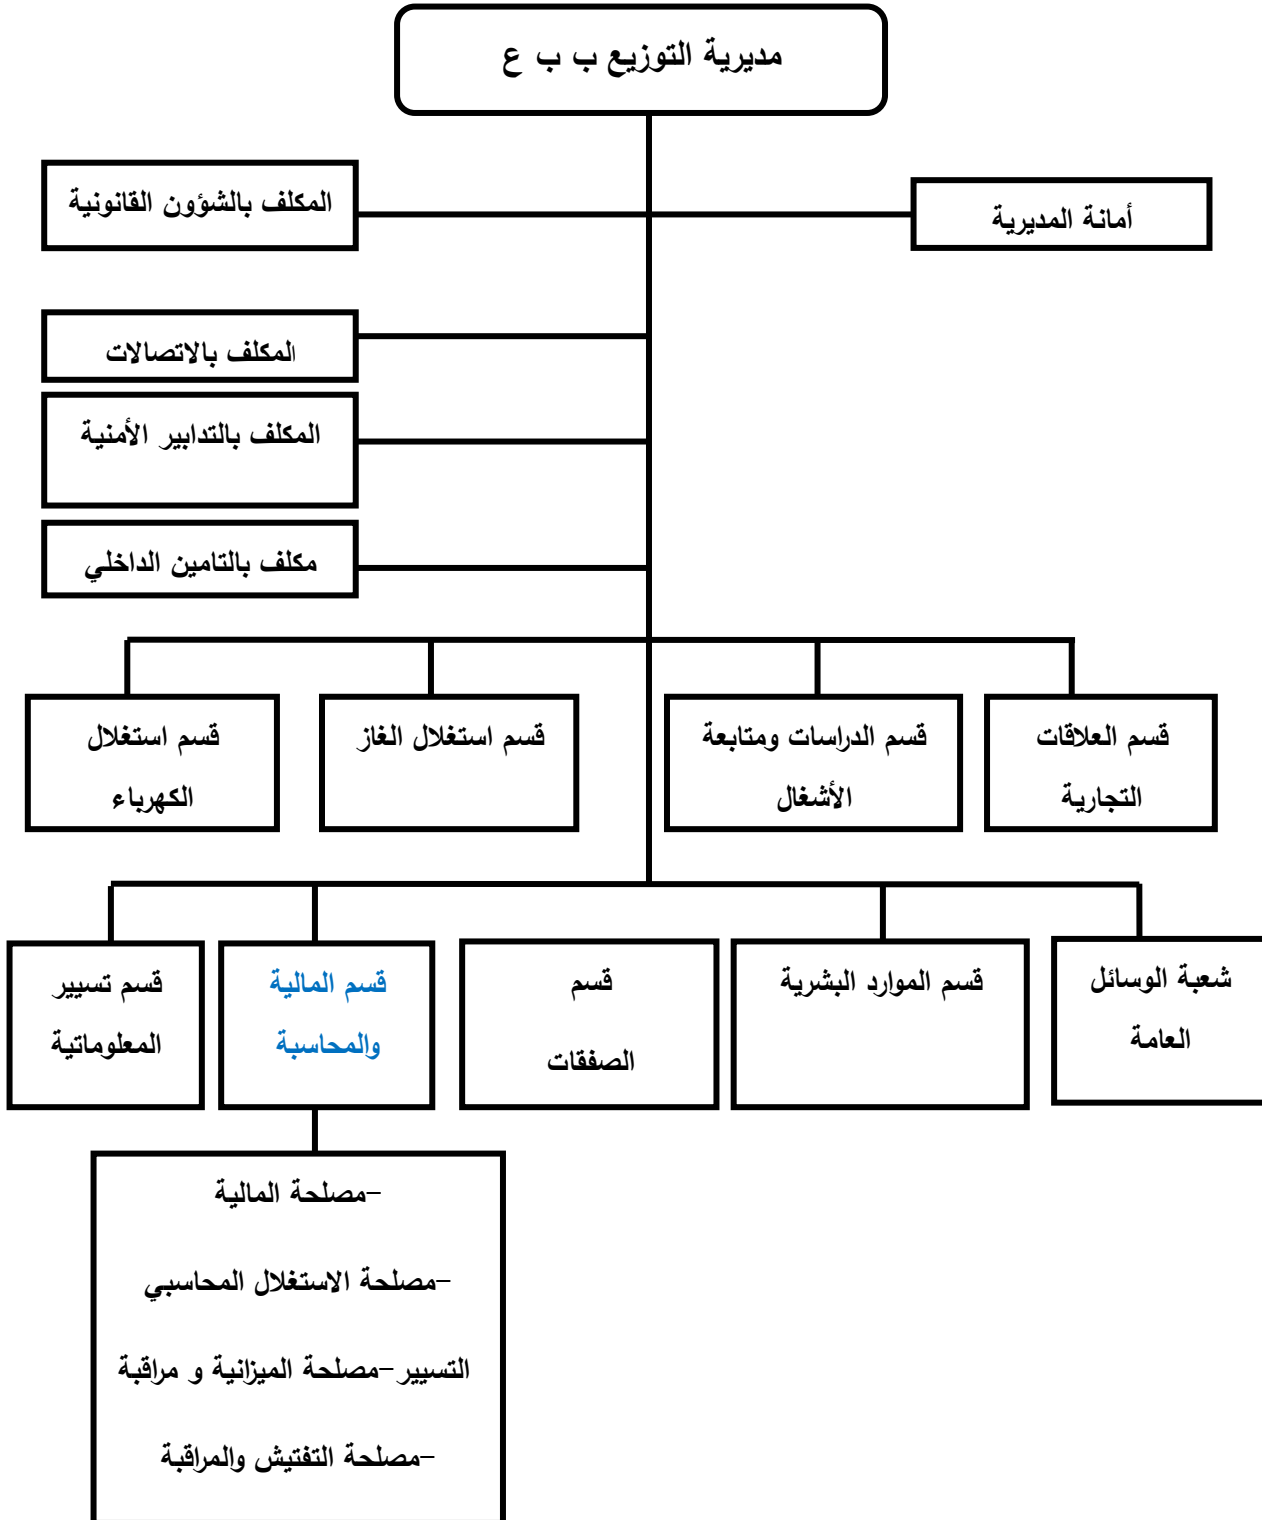 مديرية التوزيع ب ب ع
أمانة المديرية
المكلف بالشؤون القانونية
المكلف بالاتصالات
المكلف بالتدابير الأمنية
مكلف بالتامين الداخلي
قسم العلاقات
التجارية
قسم الدراسات ومتابعة
الأشغال
قسم استغلال الغاز
قسم استغلال
الكهرباء
شعبة الوسائل
العامة
قسم الموارد البشرية
قسم
الصفقات
قسم المالية
والمحاسبة
قسم تسيير
المعلوماتية
-مصلحة المالية
-مصلحة الاستغلال المحاسبي
التسيير-مصلحة الميزانية و مراقبة
-مصلحة التفتيش والمراقبة